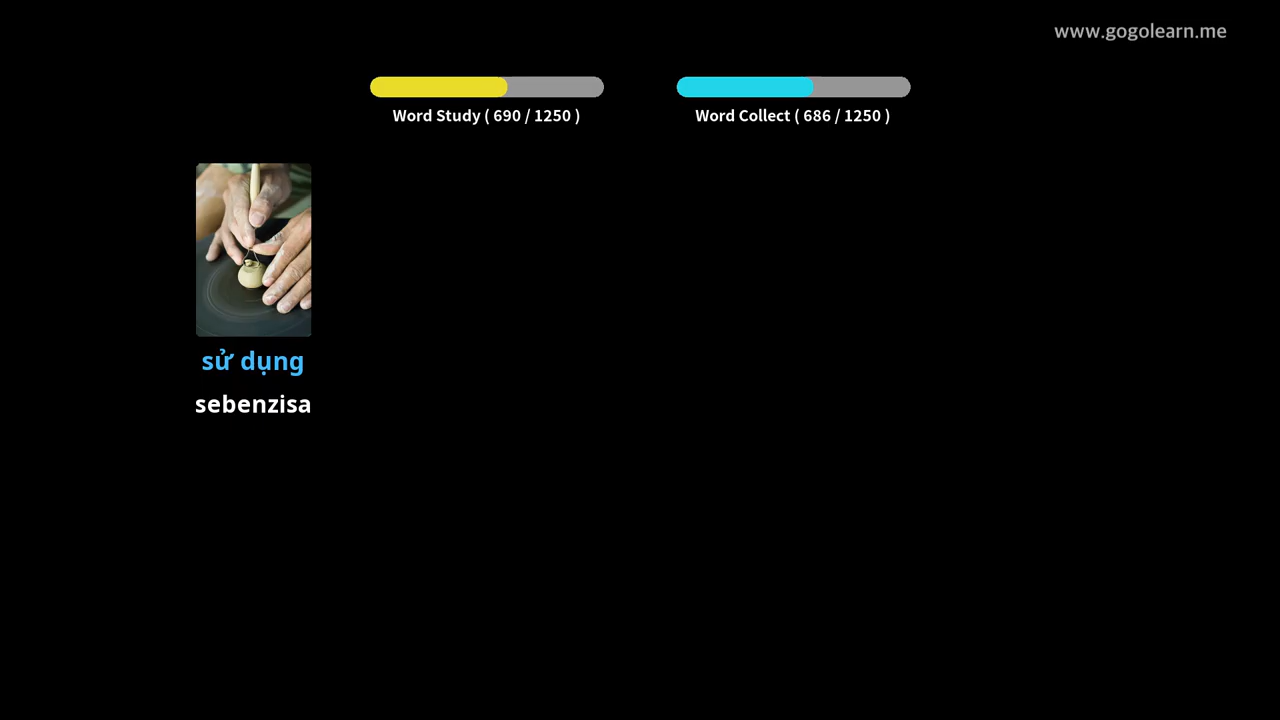 www.gogolearn.me
Word Study ( 690 / 1250 )
Word Collect ( 686 / 1250 )
sử dụng
sebenzisa